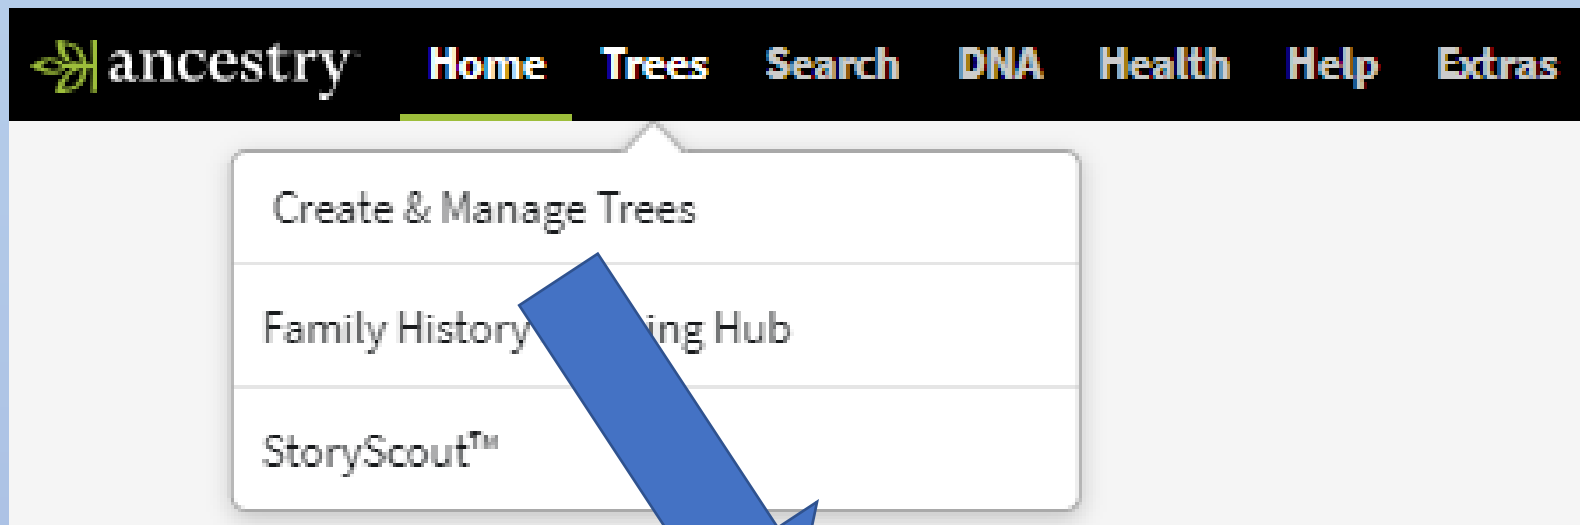 ancestry Home Trees Search DNA Health Help Extras
Create & Manage Trees
Family History ing Hub
StoryScout™